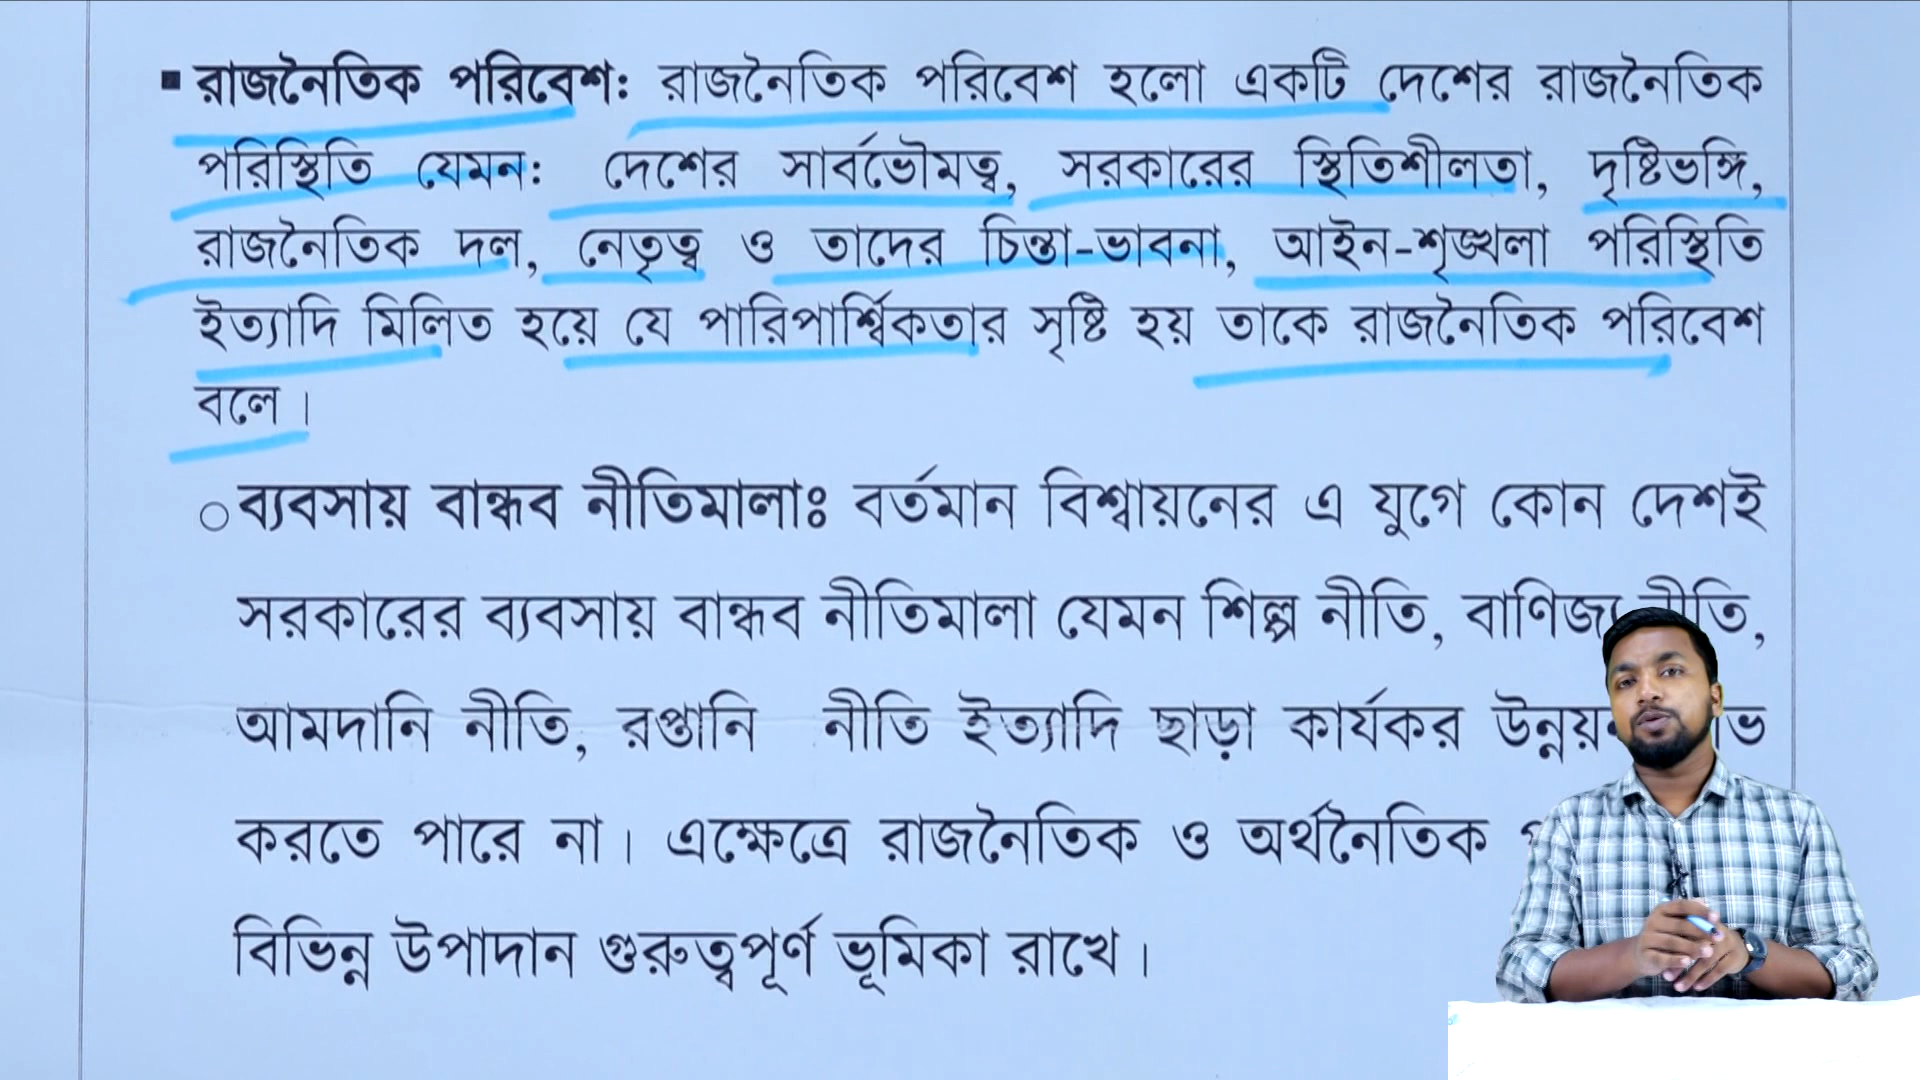 ▪ রাজনৈতিক পরিবেশ: রাজনৈতিক পরিবেশ হলো একটি দেশের রাজনৈতিক
পরিস্থিতি যেমন: দেশের সার্বভৌমত্ব, সরকারের স্থিতিশীলতা, দৃষ্টিভঙ্গি,
রাজনৈতিক দল, নেতৃত্ব ও তাদের চিন্তা-ভাবনা, আইন-শৃঙ্খলা পরিস্থিতি
ইত্যাদি মিলিত হয়ে যে পারিপার্শ্বিকতার সৃষ্টি হয় তাকে রাজনৈতিক পরিবেশ
বলে।
○ ব্যবসায় বান্ধব নীতিমালাঃ বর্তমান বিশ্বায়নের এ যুগে কোন দেশই
সরকারের ব্যবসায় বান্ধব নীতিমালা যেমন শিল্প নীতি, বাণিজ্য নীতি,
আমদানি নীতি, রপ্তানি নীতি ইত্যাদি ছাড়া কার্যকর
করতে পারে না। এক্ষেত্রে রাজনৈতিক ও অর্থনৈতিক
বিভিন্ন উপাদান গুরুত্বপূর্ণ ভূমিকা রাখে।